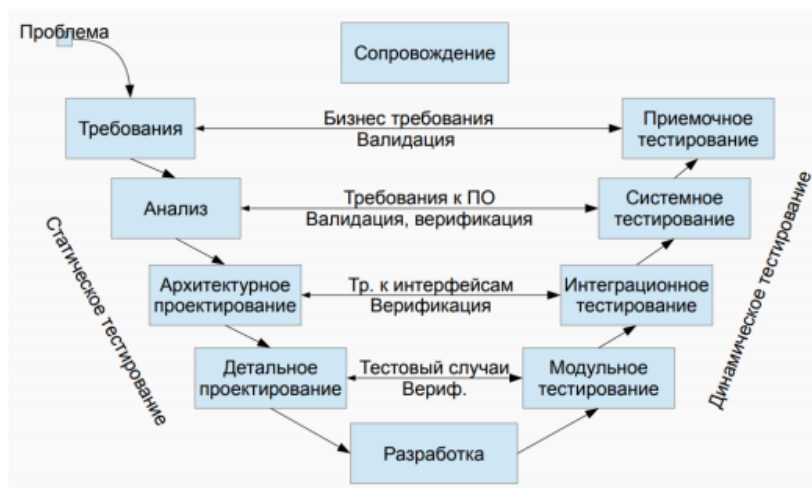 Проблема
Сопровождение
Требования
Бизнес требования
Валидация
Приемочное
тестирование
Анализ
Требования к ПО
Валидация, верификация
Системное
тестирование
Архитектурное
проектирование
Тр. к интерфейсам
Верификация
Интеграционное
тестирование
Детальное
проектирование
Тестовый случаи
Вериф.
Модульное
тестирование
Разработка
Статическое тестирование
Динамическое тестирование